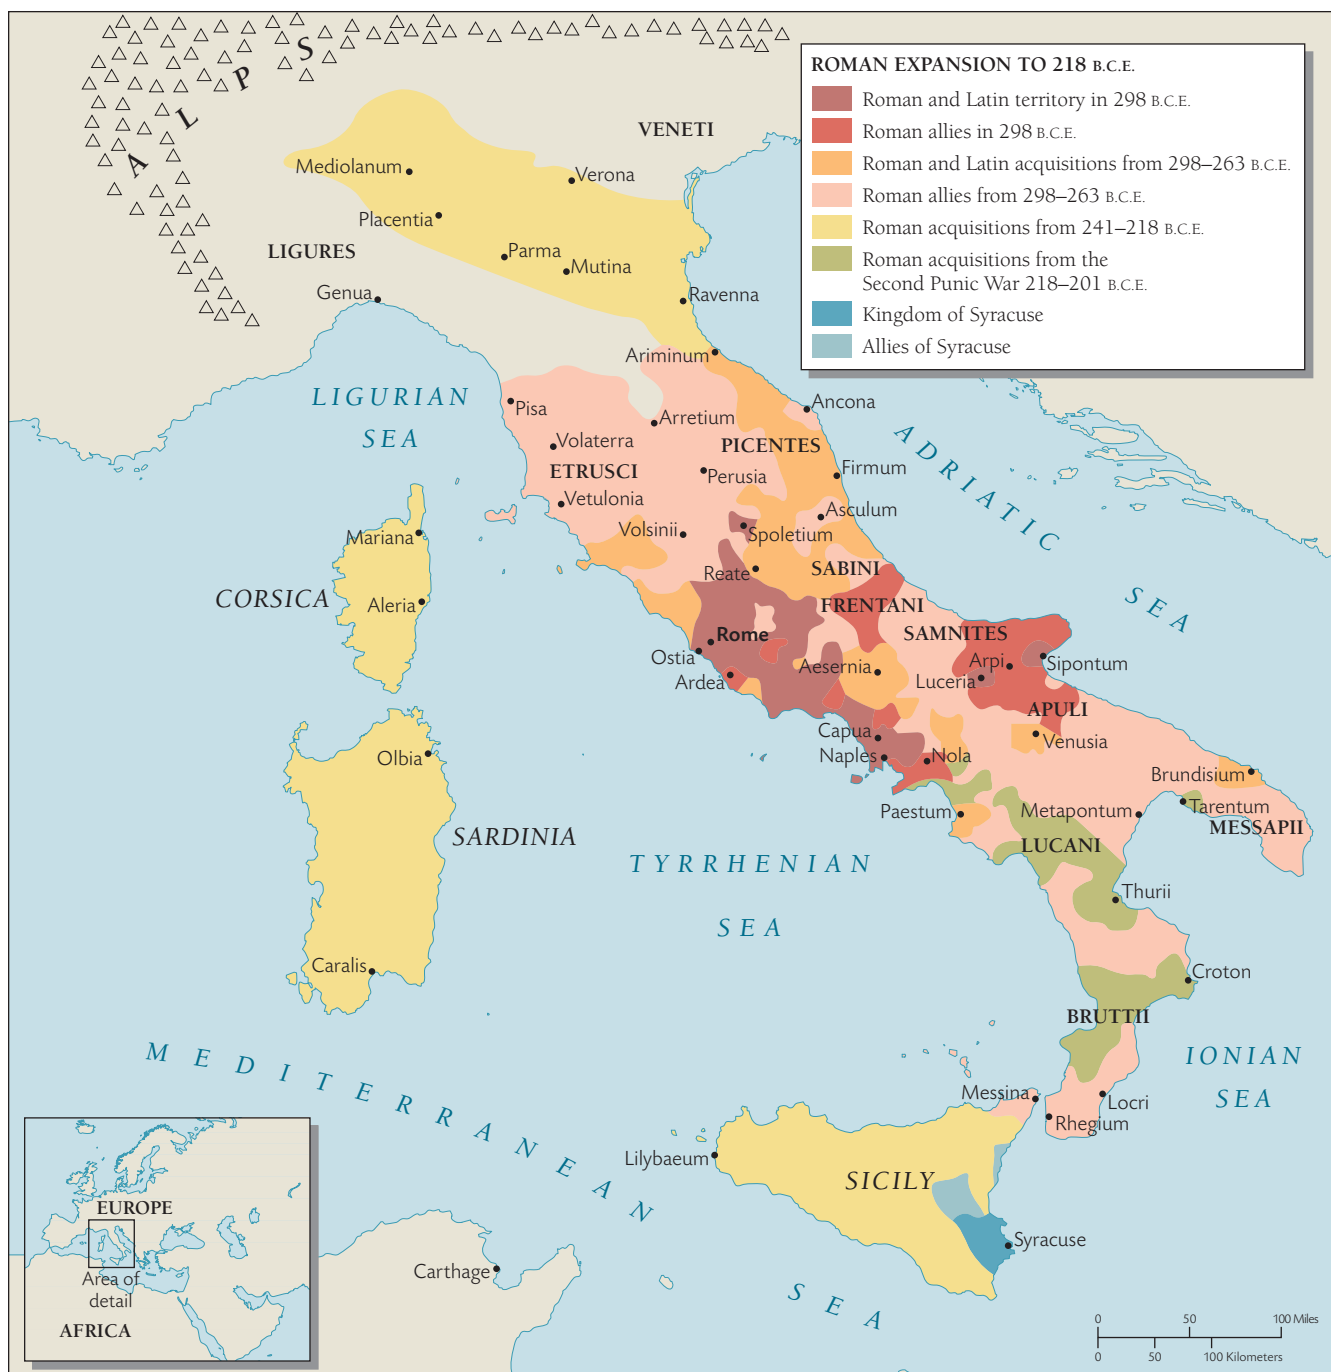 ALPS
VENETI
ROMAN EXPANSION TO 218 B.C.E.
Roman and Latin territory in 298 B.C.E.
Roman allies in 298 B.C.E.
Roman and Latin acquisitions from 298–263 B.C.E.
Roman allies from 298–263 B.C.E.
Roman acquisitions from 241–218 B.C.E.
Roman acquisitions from the
Second Punic War 218–201 B.C.E.
Kingdom of Syracuse
Allies of Syracuse
Mediolanum
Verona
Placentia
LIGURES
Parma
Mutina
Genua
Ravenna
Ariminum
LIGURIAN
SEA
Pisa
Arretium
Ancona
ADRIATIC
SEA
Volaterra
PICENTES
ETRUSCI
Perusia
Firmum
Vetulonia
Asculum
Volsinii
Spoletium
Mariana
Reate
SABINI
CORSICA
Aleria
FRENTANI
Rome
SAMNITES
Ostia
Aesernia
Arpi
Sipontum
Ardea
Luceria
APULI
Capua
Venusia
Naples
Nola
Olbia
Brundisium
Paestum
Metapontum
Tarentum
MESSAPII
SARDINIA
LUCANI
TYRRHENIAN
SEA
Thurii
Caralis
Croton
BRUTTII
MEDITERRANEAN
SEA
IONIAN
SEA
Messina
Locri
Rhegium
Lilybaeum
SICILY
Syracuse
Carthage
EUROPE
Area of
detail
AFRICA
0 50 100 Miles
0 50 100 Kilometers